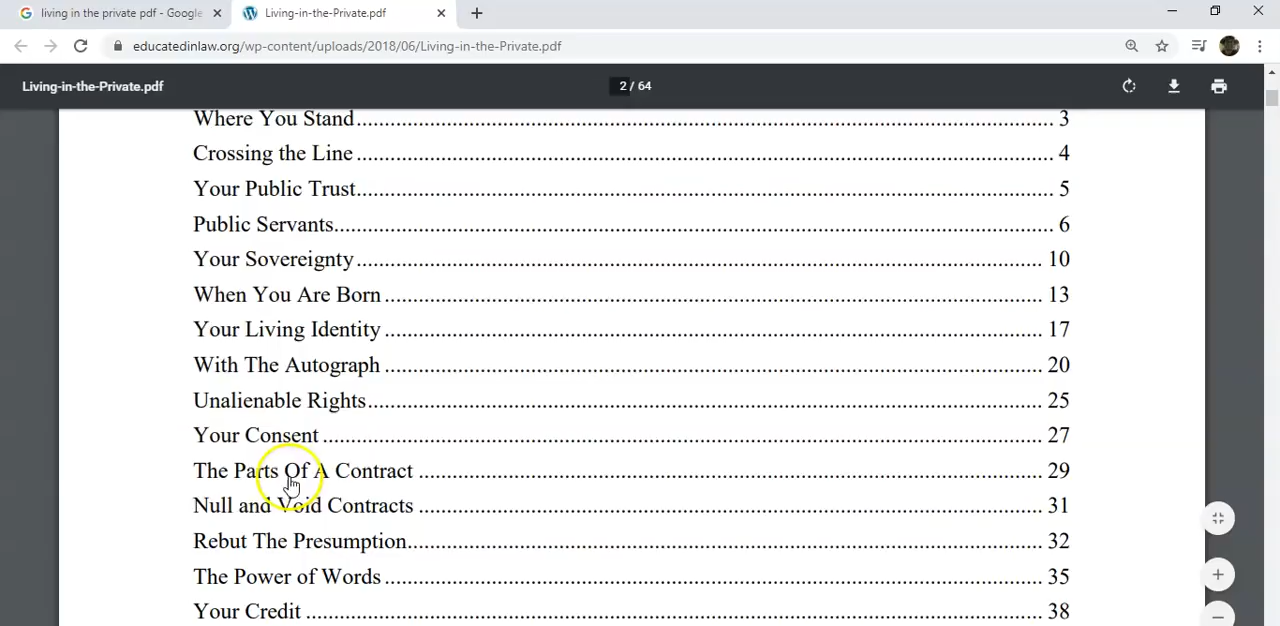 living in the private pdf - Google
Living-in-the-Private.pdf
educatedinlaw.org/wp-content/uploads/2018/06/Living-in-the-Private.pdf
Living-in-the-Private.pdf
2 / 64
Where You Stand 3
Crossing the Line 4
Your Public Trust 5
Public Servants 6
Your Sovereignty 10
When You Are Born 13
Your Living Identity 17
With The Autograph 20
Unalienable Rights 25
Your Consent 27
The Parts Of A Contract 29
Null and Void Contracts 31
Rebut The Presumption 32
The Power of Words 35
Your Credit 38